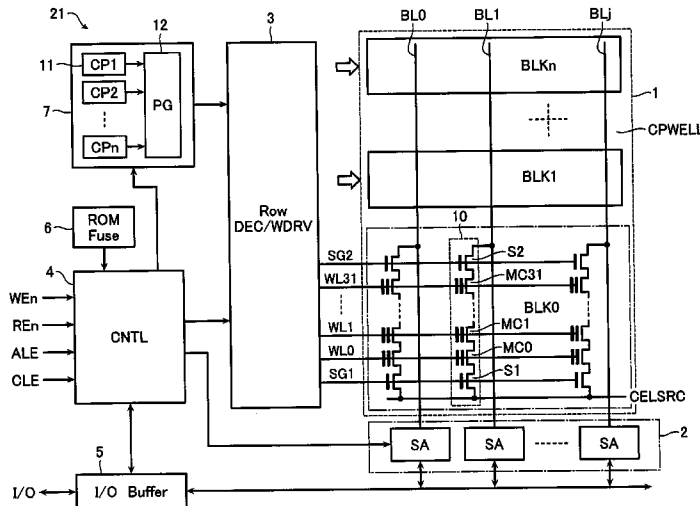 21
11
12
3
BL0
BL1
BLj
CP1
CP2
CPn
PG
7
BLKn
1
CPWELL
BLK1
6
ROM
Fuse
Row
DEC/WDRV
10
SG2
S2
WL31
MC31
BLK0
WL1
MC1
WL0
MC0
SG1
S1
CELSRC
4
WEn
REn
ALE
CLE
CNTL
SA
SA
SA
2
5
I/O
I/O Buffer